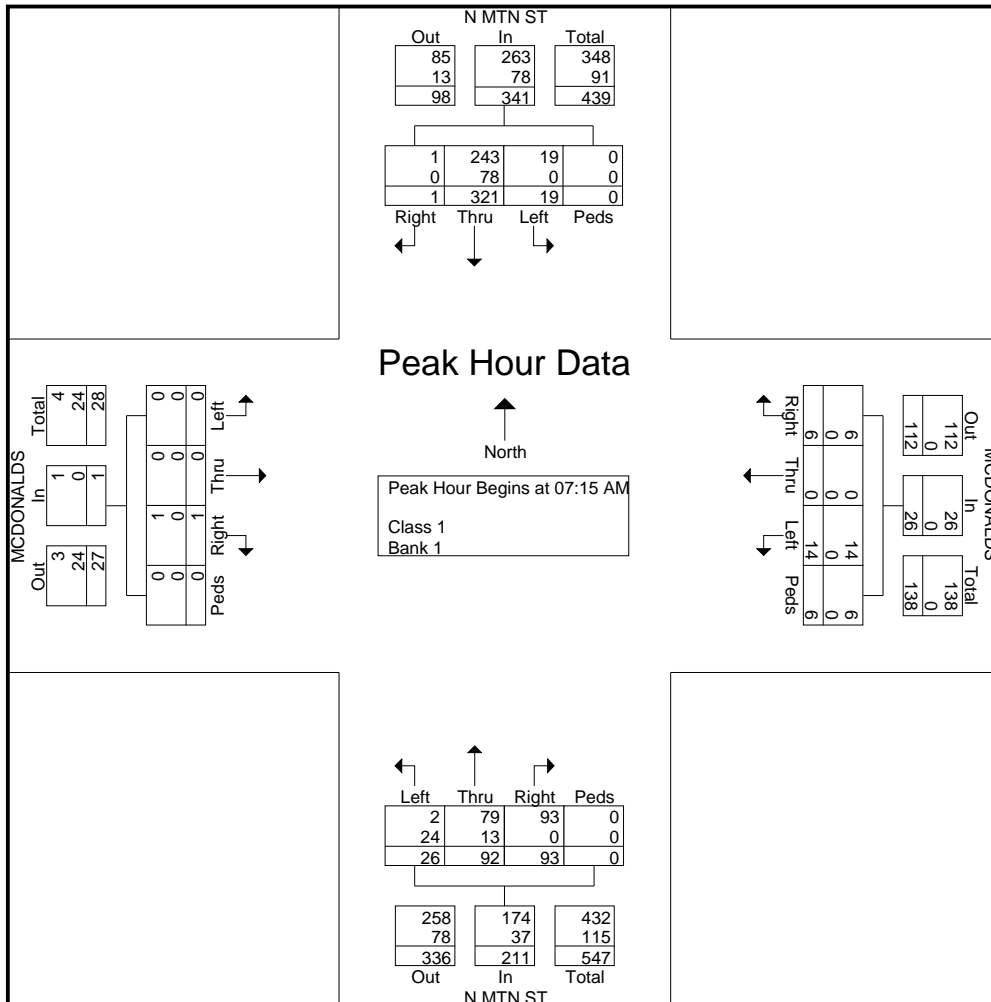 N MTN ST
Out In Total
85 263 348
13 78 91
98 341 439
1 243 19 0
0 78 0 0
1 321 19 0
Right Thru Left Peds
Peak Hour Data
North
Peak Hour Begins at 07:15 AM
Class 1
Bank 1
MCDONALDS
Out In Total
3 1 4
24 0 24
27 1 28
0 0 1 0
0 0 0 0
0 0 1 0
Left Thru Right Peds
MCDONALDS
Out In Total
112 26 138
0 0 0
112 26 138
6 0 14 6
0 0 0 0
6 0 14 6
Right Thru Left Peds
Left Thru Right Peds
2 79 93 0
24 13 0 0
26 92 93 0
258 174 432
78 37 115
336 211 547
Out In Total
N MTN ST